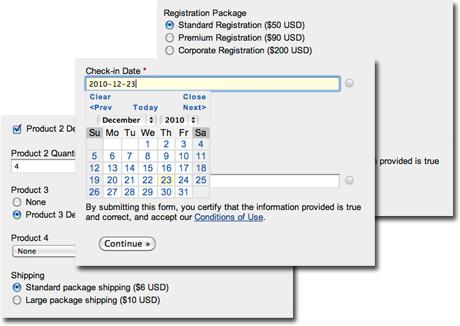 Registration Package
Standard Registration ($50 USD)
Premium Registration ($90 USD)
Corporate Registration ($200 USD)
Check-in Date *
2010-12-23
Clear Close
<Prev Today Next>
December 2010
Su Mo Tu We Th Fr Sa
1 2 3 4
5 6 7 8 9 10 11
12 13 14 15 16 17 18
19 20 21 22 23 24 25
26 27 28 29 30 31
By submitting this form, you certify that the information provided is true
and correct, and accept our Conditions of Use.
Continue »
n provided is true
Product 2 De
Product 2 Quanti
4
Product 3
None
Product 3 De
Product 4
None
Shipping
Standard package shipping ($6 USD)
Large package shipping ($10 USD)